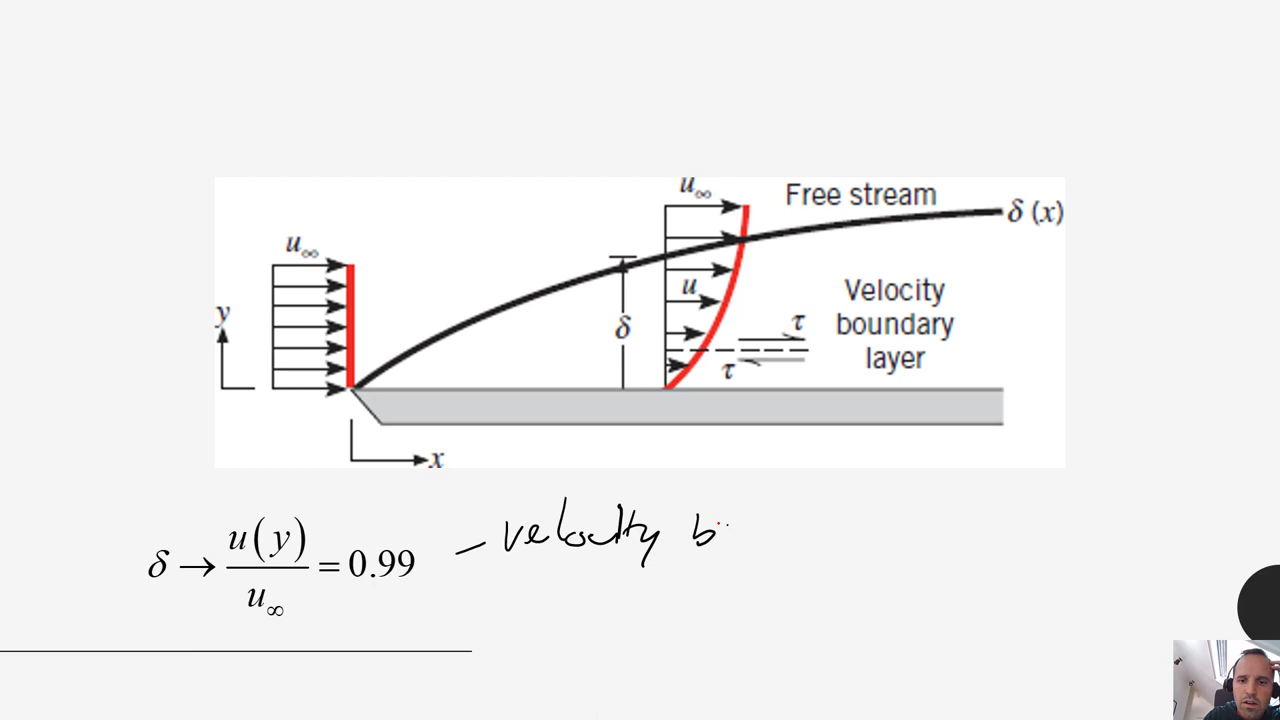 u∞ Free stream
δ (x)
u∞
u
Velocity
boundary
layer
y
δ
τ
τ
x
δ → u(y)/u∞ = 0.99 – velocity b